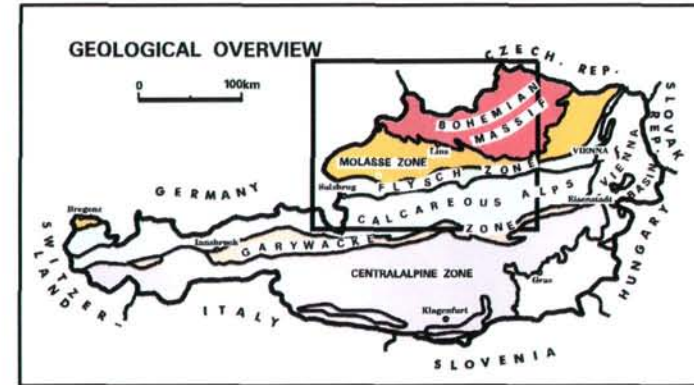 GEOLOGICAL OVERVIEW
0 100km
CZECH. REP.
SLOVAK REP.
BOHEMIAN
MASSIF
Linz
VIENNA
MOLASSE ZONE
FLYSCH ZONE
VIENNA BASIN
Salzbrug
GERMANY
CALCAREOUS ALPS
Eisenstadt
Bregenz
Innsbruck
GARYWACKE ZONE
HUNGARY
SWITZERLAND
CENTRALALPINE ZONE
Graz
ITALY
Klagenfurt
SLOVENIA